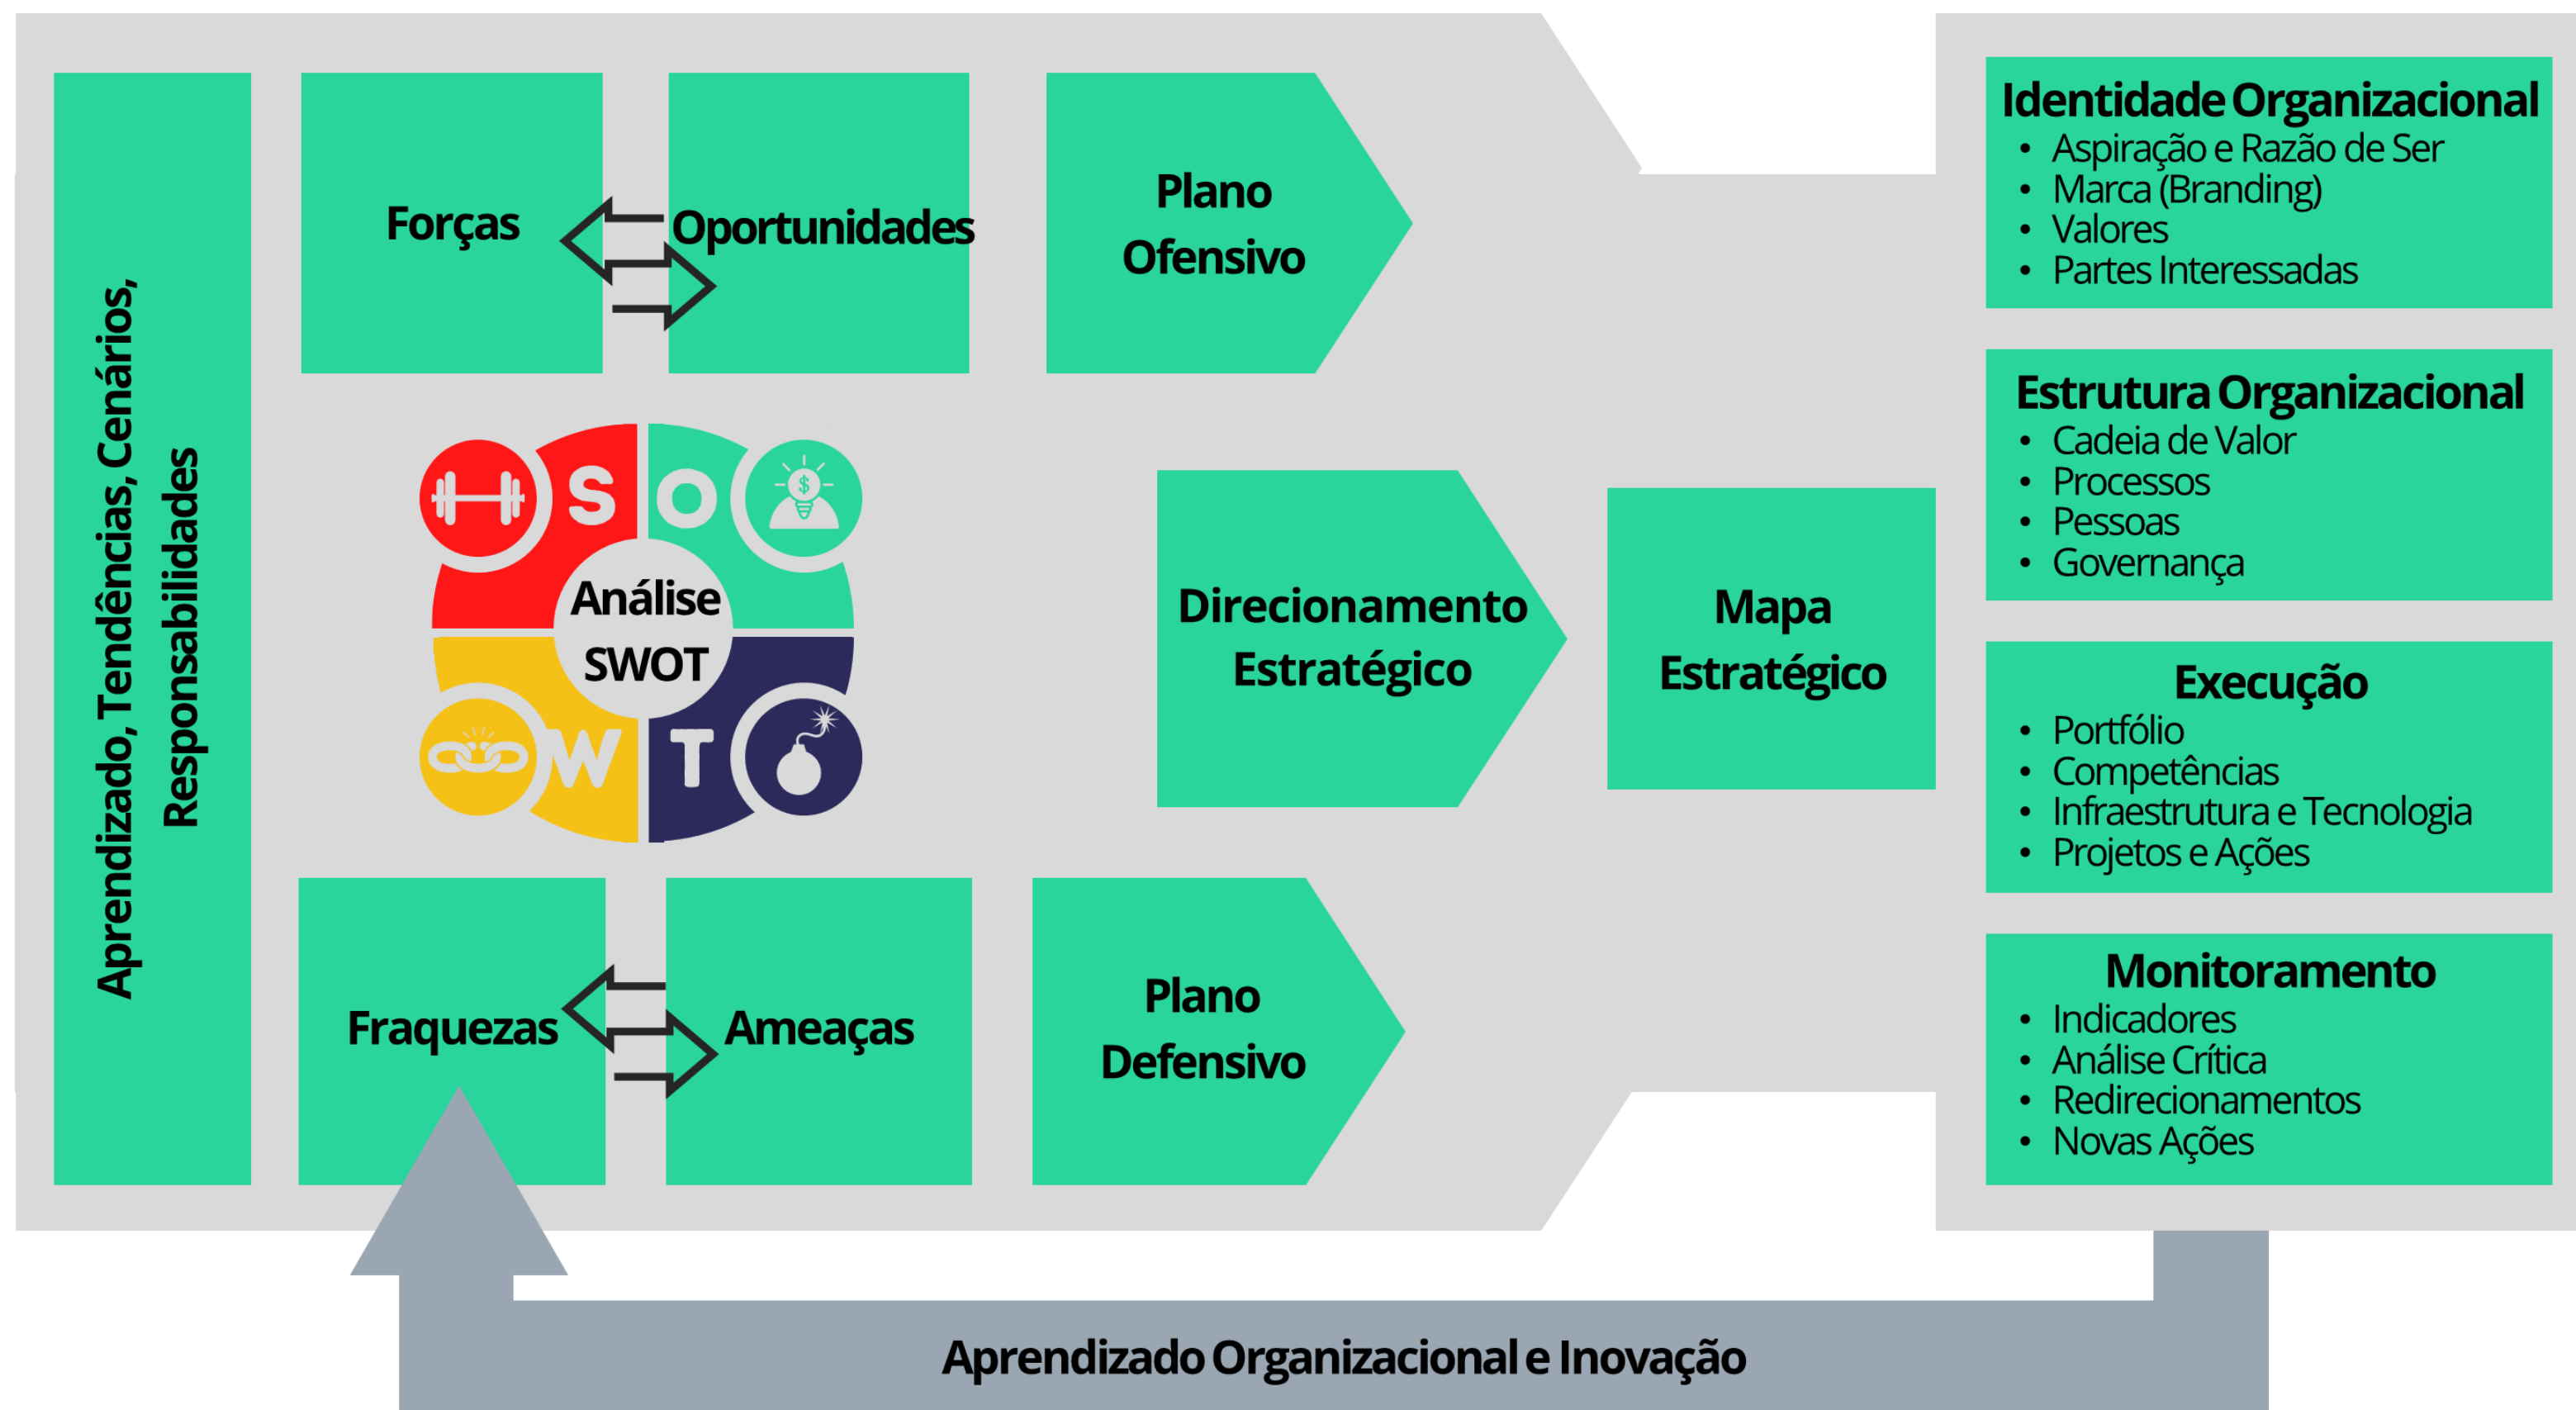 Aprendizado, Tendências, Cenários,
Responsabilidades
Forças
Oportunidades
Plano
Ofensivo
S
O
$
Análise
SWOT
W
T
Fraquezas
Ameaças
Plano
Defensivo
Direcionamento
Estratégico
Mapa
Estratégico
Identidade Organizacional
• Aspiração e Razão de Ser
• Marca (Branding)
• Valores
• Partes Interessadas
Estrutura Organizacional
• Cadeia de Valor
• Processos
• Pessoas
• Governança
Execução
• Portfólio
• Competências
• Infraestrutura e Tecnologia
• Projetos e Ações
Monitoramento
• Indicadores
• Análise Crítica
• Redirecionamentos
• Novas Ações
Aprendizado Organizacional e Inovação